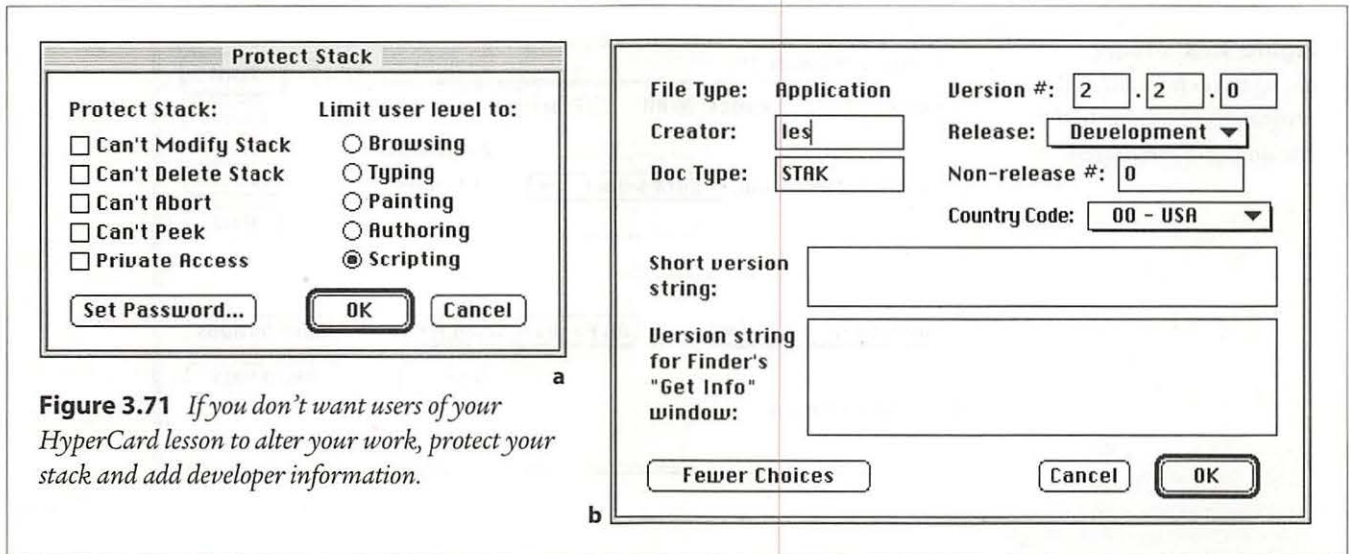 Protect Stack
Protect Stack:
Can't Modify Stack
Can't Delete Stack
Can't Abort
Can't Peek
Private Access
Limit user level to:
Browsing
Typing
Painting
Authoring
Scripting
Set Password...
OK
Cancel
a
Figure 3.71 If you don't want users of your
HyperCard lesson to alter your work, protect your
stack and add developer information.
File Type: Application
Creator: les
Doc Type: STAK
Version #: 2 . 2 . 0
Release: Development
Non-release #: 0
Country Code: 00 - USA
Short version
string:
Version string
for Finder's
"Get Info"
window:
Fewer Choices
Cancel
OK
b